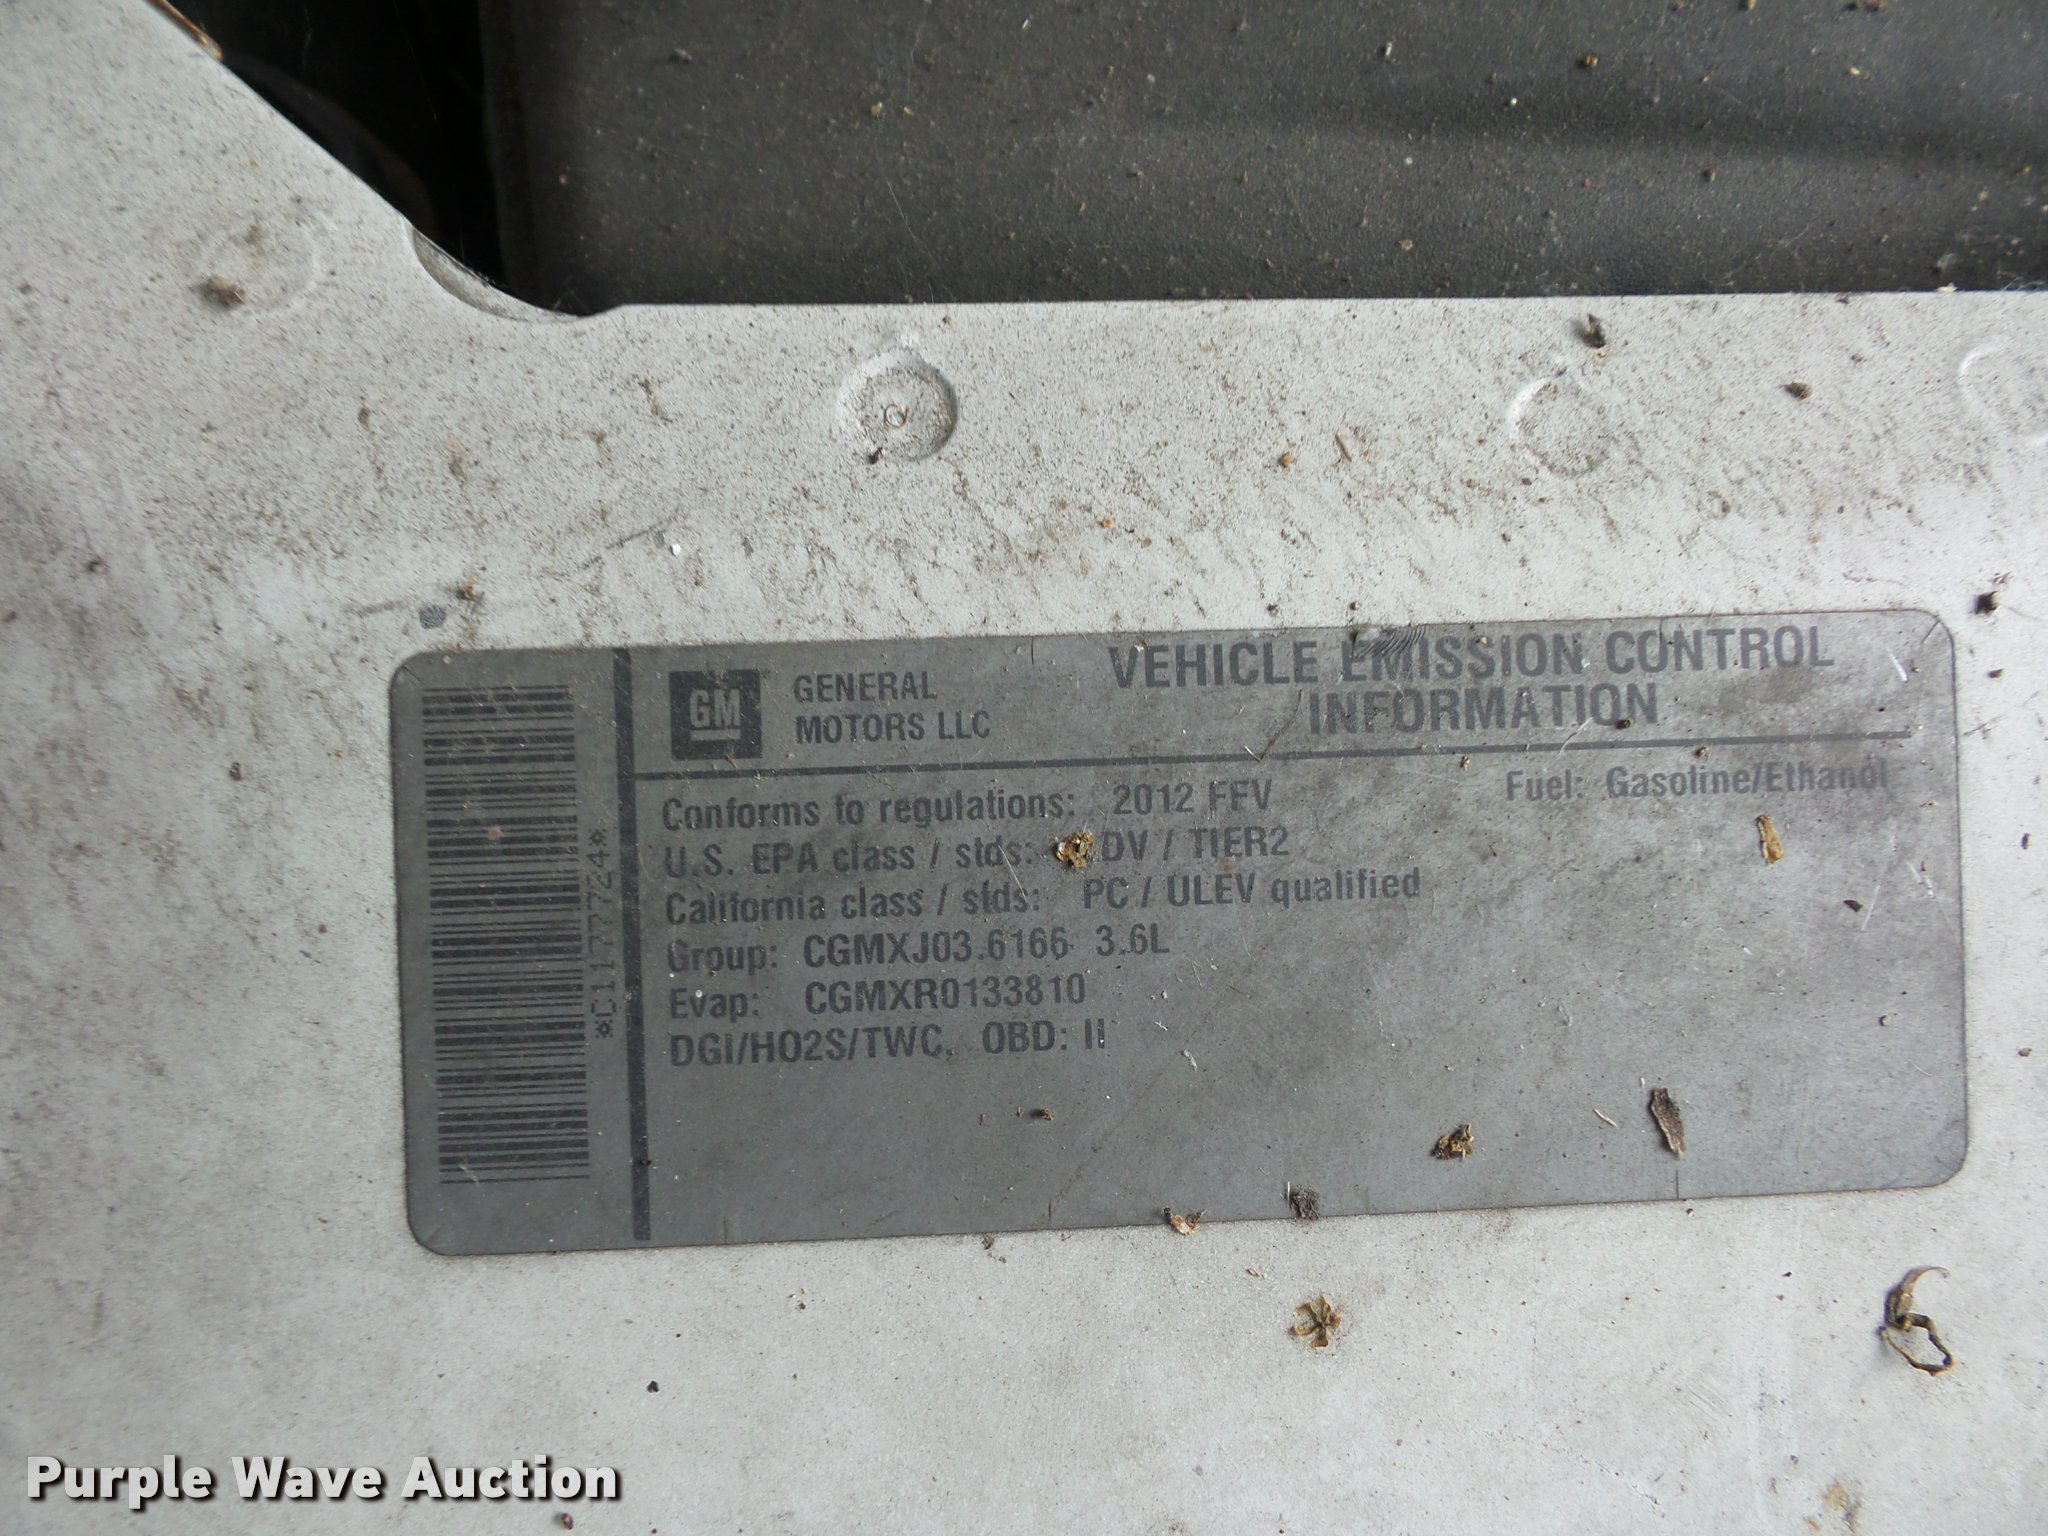 GM
GENERAL
MOTORS LLC
VEHICLE EMISSION CONTROL
INFORMATION
Conforms to regulations: 2012 FFV
Fuel: Gasoline/Ethanol
U.S. EPA class / stds: LDV / TIER2
California class / stds: PC / ULEV qualified
Group: CGMXJ03.6166 3.6L
Evap: CGMXR0133810
DGI/HO2S/TWC, OBD: II
*C1177724*
Purple Wave Auction